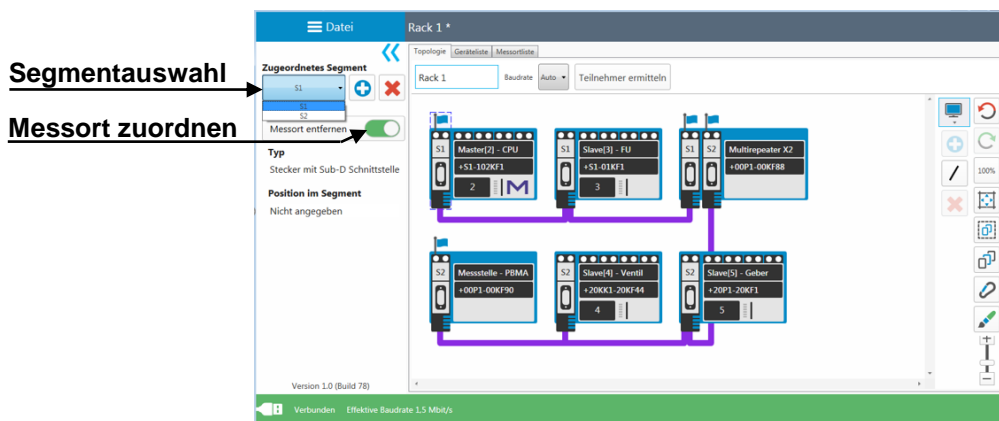 Segmentauswahl
Messort zuordnen
Datei
Rack 1 *
Zugeordnetes Segment
S1
S1
S2
Messort entfernen
Typ
Stecker mit Sub-D Schnittstelle
Position im Segment
Nicht angegeben
Version 1.0 (Build 78)
Topologie Geräteliste Messortliste
Rack 1 Baudrate Auto Teilnehmer ermitteln
S1 Master[2] - CPU
+S1-102KF1
2
S1 Slave[3] - FU
+S1-01KF1
3
S1 S2 Multirepeater X2
+00P1-00KF88
S2 Messstelle - PBMA
+00P1-00KF90
S2 Slave[4] - Ventil
+20KK1-20KF44
4
S2 Slave[5] - Geber
+20P1-20KF1
5
100%
Verbunden Effektive Baudrate 1,5 Mbit/s